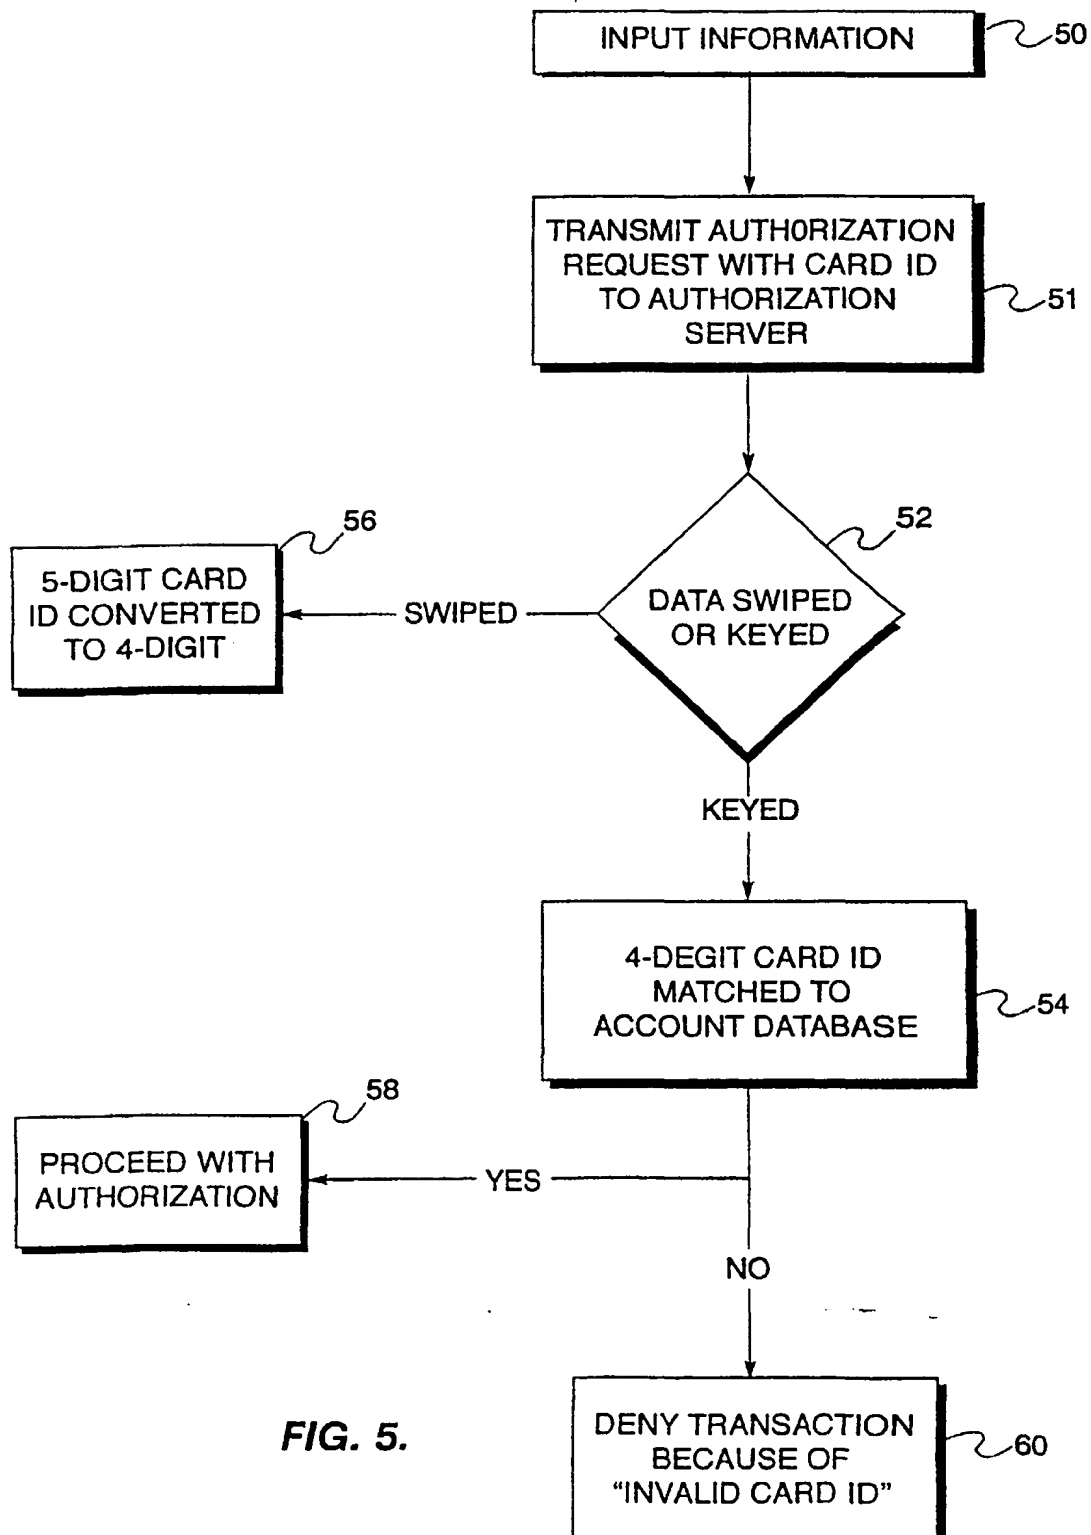 INPUT INFORMATION
50
TRANSMIT AUTHORIZATION
REQUEST WITH CARD ID
TO AUTHORIZATION
SERVER
51
52
DATA SWIPED
OR KEYED
SWIPED
56
5-DIGIT CARD
ID CONVERTED
TO 4-DIGIT
KEYED
4-DEGIT CARD ID
MATCHED TO
ACCOUNT DATABASE
54
58
PROCEED WITH
AUTHORIZATION
YES
NO
DENY TRANSACTION
BECAUSE OF
“INVALID CARD ID”
60
FIG. 5.